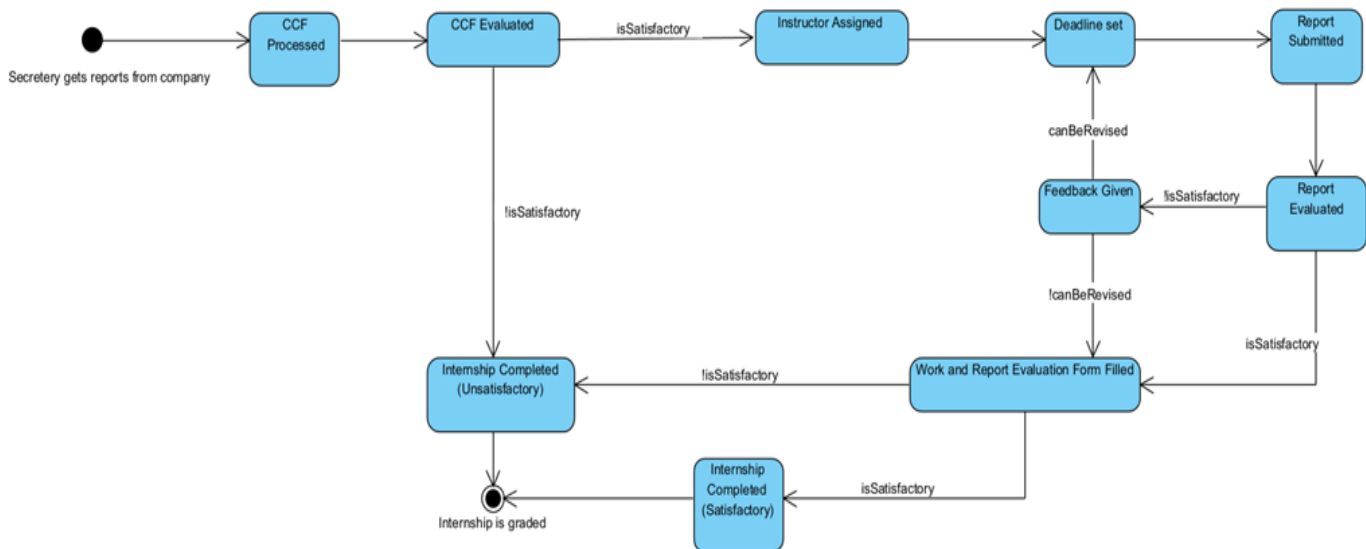 CCF
Processed
CCF Evaluated
isSatisfactory
Instructor Assigned
Deadline set
Report
Submitted
Secretery gets reports from company
canBeRevised
Feedback Given
!isSatisfactory
Report
Evaluated
!isSatisfactory
!canBeRevised
isSatisfactory
Internship Completed
(Unsatisfactory)
!isSatisfactory
Work and Report Evaluation Form Filled
Internship
Completed
(Satisfactory)
isSatisfactory
Internship is graded